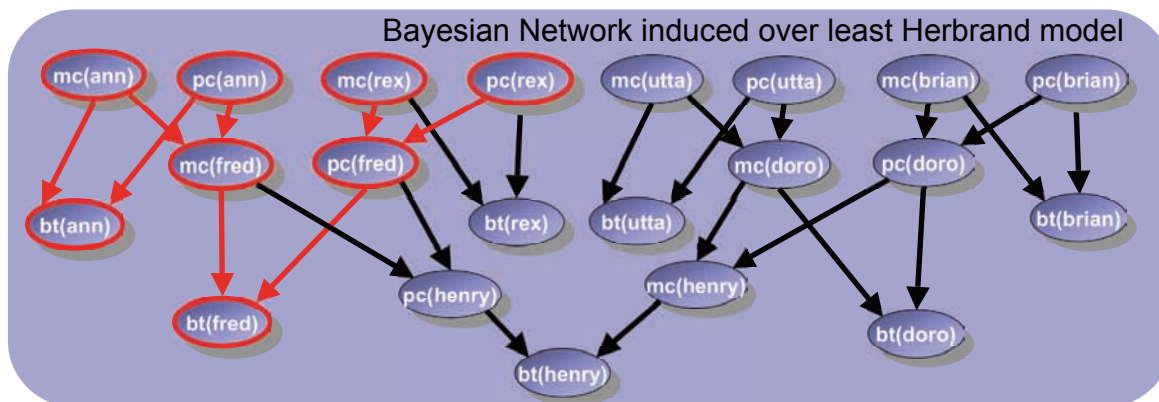 Bayesian Network induced over least Herbrand model
mc(ann) pc(ann) mc(rex) pc(rex) mc(utta) pc(utta) mc(brian) pc(brian)
mc(fred) pc(fred) mc(doro) pc(doro)
bt(ann) bt(rex) bt(utta) bt(brian)
pc(henry) mc(henry)
bt(fred) bt(doro)
bt(henry)